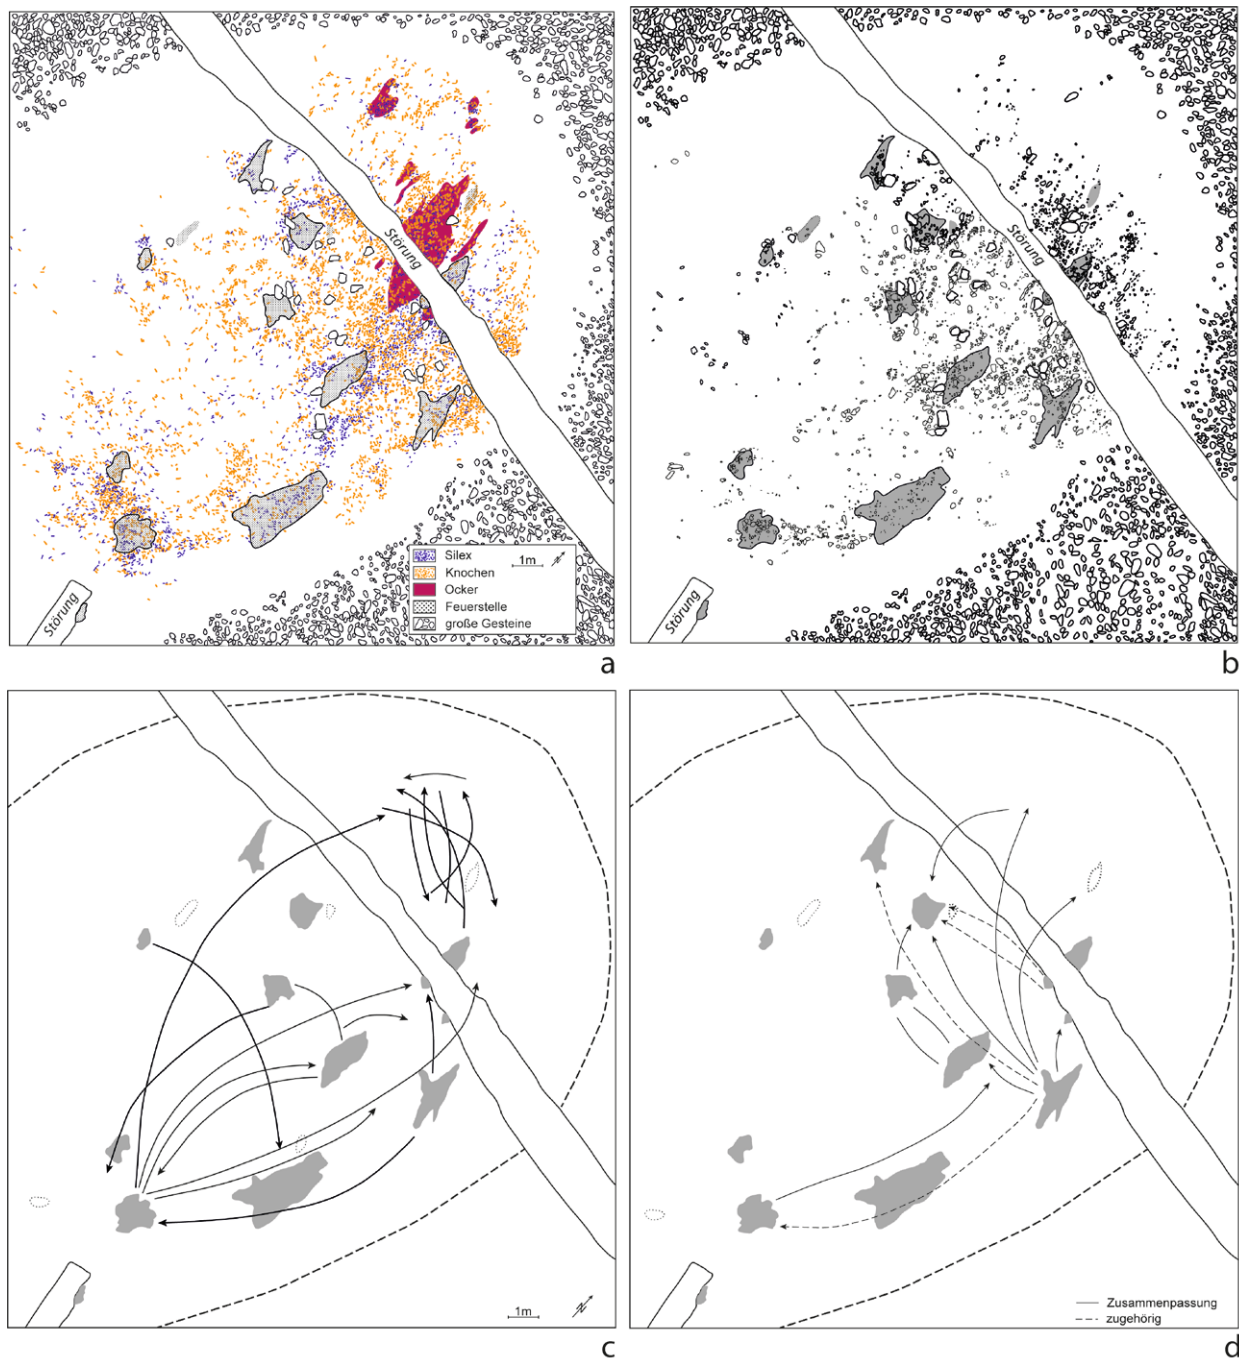 Störung
Störung
Silex
Knochen
Ocker
Feuerstelle
große Gesteine
1m
N
a
Störung
Störung
b
1m
N
c
Zusammenpassung
zugehörig
d